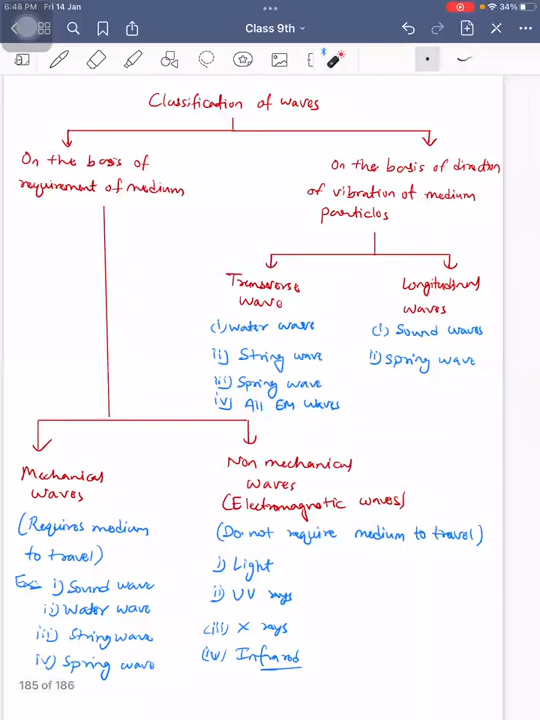 6:48 PM Fri 14 Jan
34%
Class 9th
Classification of waves
On the basis of
requirement of medium
On the basis of direction
of vibration of medium
particles
Transverse
wave
(i) water wave
ii) String wave
iii) Spring wave
iv) All EM waves
Longitudinal
waves
(i) Sound waves
ii) Spring wave
Mechanical
waves
(Requires medium
to travel)
Ex:- i) Sound wave
ii) Water wave
iii) String wave
iv) Spring wave
Non mechanical
waves
(Electromagnetic waves)
(Do not require medium to travel)
i) Light
ii) UV rays
(iii) X rays
(iv) Infrared
185 of 186